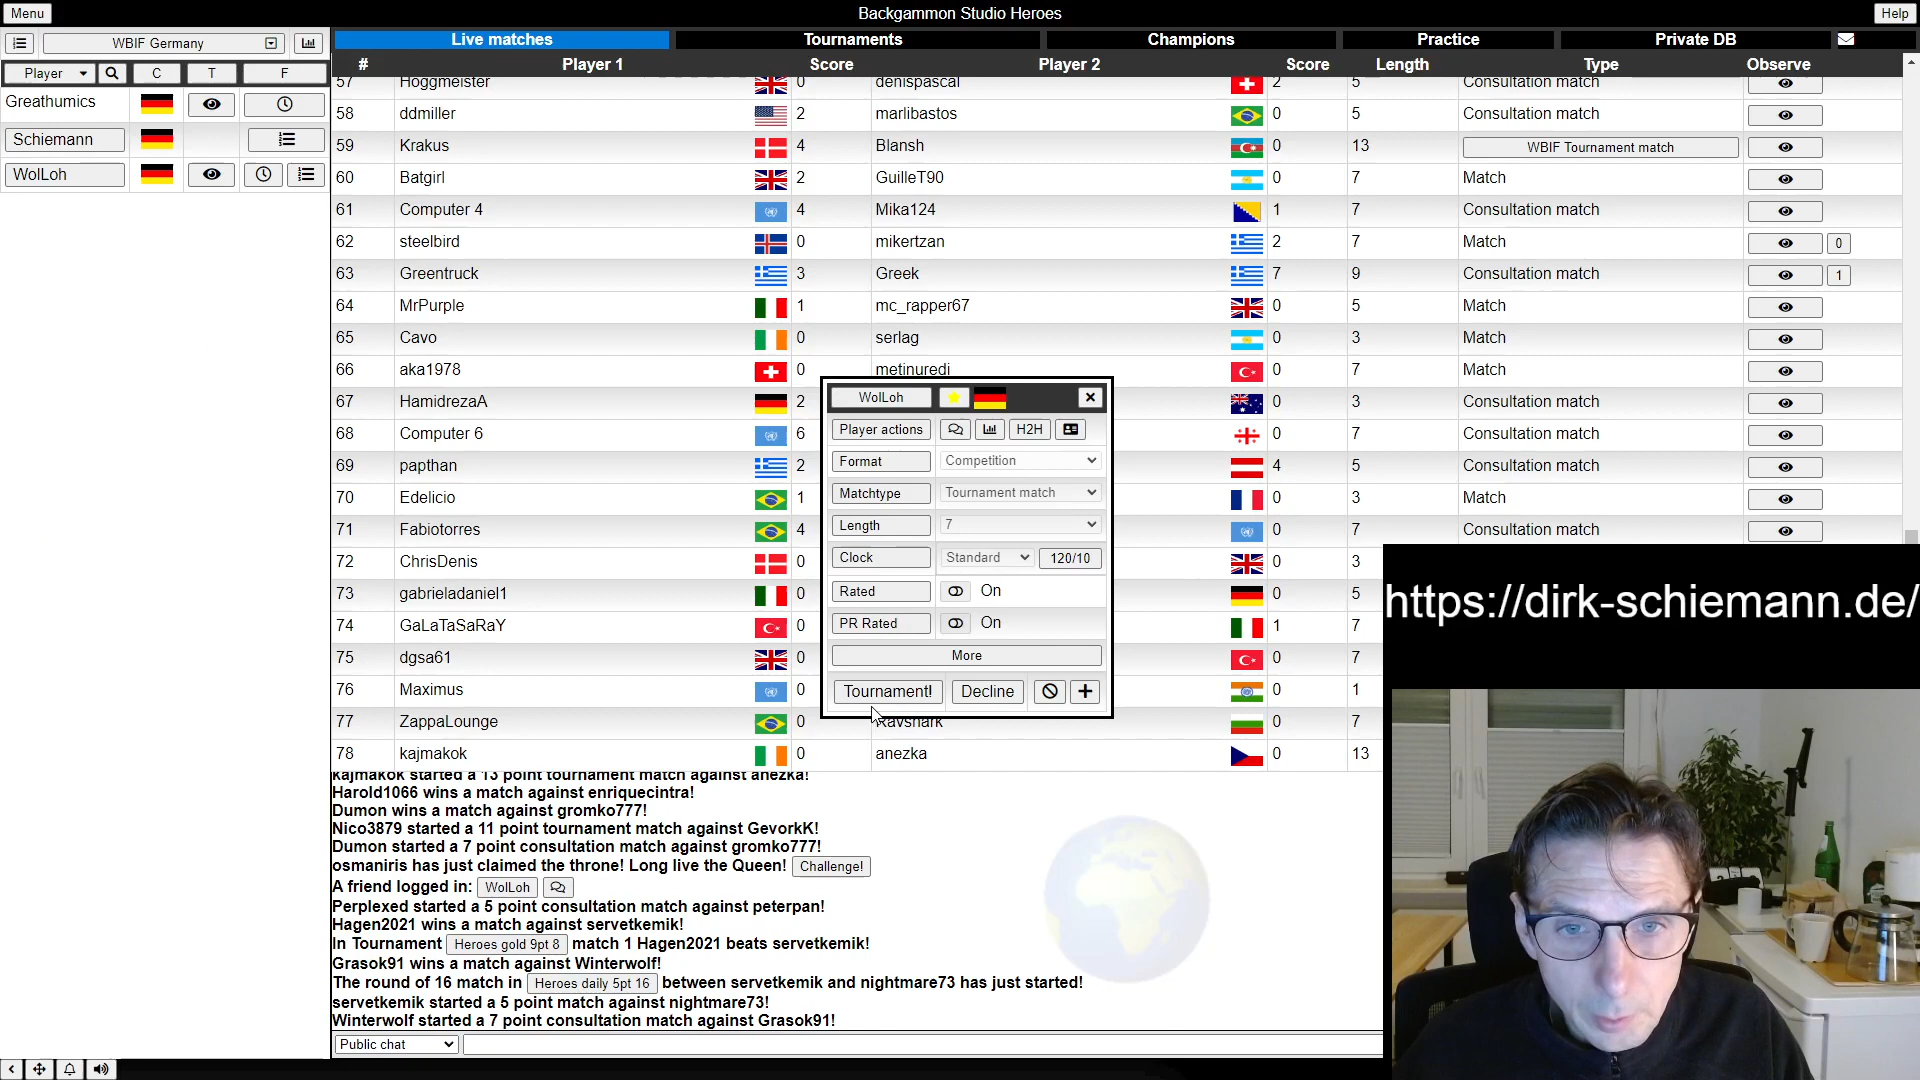 Menu
Backgammon Studio Heroes
Help
WBIF Germany
Live matches
Tournaments
Champions
Practice
Private DB
Player C T F
# Player 1 Score Player 2 Score Length Type Observe
Greathumics
Schiemann
WolLoh
57 Hoggmeister 0 denispascal 2 5 Consultation match
58 ddmiller 2 marlibastos 0 5 Consultation match
59 Krakus 4 Blansh 0 13 WBIF Tournament match
60 Batgirl 2 GuilleT90 0 7 Match
61 Computer 4 4 Mika124 1 7 Consultation match
62 steelbird 0 mikertzan 2 7 Match 0
63 Greentruck 3 Greek 7 9 Consultation match 1
64 MrPurple 1 mc_rapper67 0 5 Match
65 Cavo 0 serlag 0 3 Match
66 aka1978 0 metinuredi 0 7 Match
67 HamidrezaA 2 0 3 Consultation match
68 Computer 6 6 0 7 Consultation match
69 papthan 2 4 5 Consultation match
70 Edelicio 1 0 3 Match
71 Fabiotorres 4 0 7 Consultation match
72 ChrisDenis 0 0 3
73 gabrieladaniel1 0 0 5
74 GaLaTaSaRaY 0 1 7
75 dgsa61 0 0 7
76 Maximus 0 0 1
77 ZappaLounge 0 Ravshark 0 7
78 kajmakok 0 anezka 0 13
WolLoh
Player actions H2H
Format Competition
Matchtype Tournament match
Length 7
Clock Standard 120/10
Rated On
PR Rated On
More
Tournament! Decline
https://dirk-schiemann.de/
kajmakok started a 13 point tournament match against anezka!
Harold1066 wins a match against enriquecintra!
Dumon wins a match against gromko777!
Nico3879 started a 11 point tournament match against GevorkK!
Dumon started a 7 point consultation match against gromko777!
osmaniris has just claimed the throne! Long live the Queen! Challenge!
A friend logged in: WolLoh
Perplexed started a 5 point consultation match against peterpan!
Hagen2021 wins a match against servetkemik!
In Tournament Heroes gold 9pt 8 match 1 Hagen2021 beats servetkemik!
Grasok91 wins a match against Winterwolf!
The round of 16 match in Heroes daily 5pt 16 between servetkemik and nightmare73 has just started!
servetkemik started a 5 point match against nightmare73!
Winterwolf started a 7 point consultation match against Grasok91!
Public chat